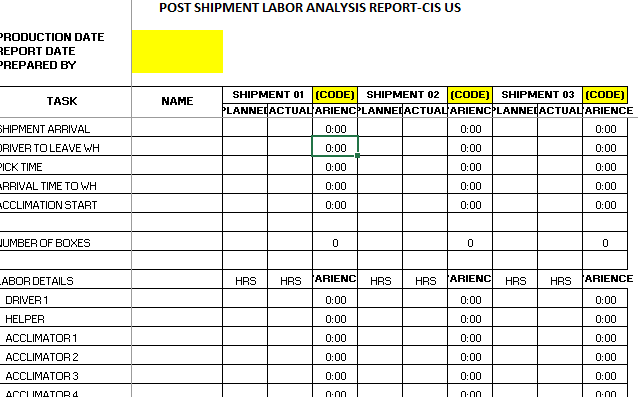 POST SHIPMENT LABOR ANALYSIS REPORT-CIS US
PRODUCTION DATE
REPORT DATE
PREPARED BY
TASK NAME SHIPMENT 01 (CODE) SHIPMENT 02 (CODE) SHIPMENT 03 (CODE)
PLANNED ACTUAL VARIENC PLANNED ACTUAL VARIENC PLANNED ACTUAL VARIENCE
SHIPMENT ARRIVAL 0:00 0:00 0:00
DRIVER TO LEAVE WH 0:00 0:00 0:00
PICK TIME 0:00 0:00 0:00
ARRIVAL TIME TO WH 0:00 0:00 0:00
ACCLIMATION START 0:00 0:00 0:00
NUMBER OF BOXES 0 0 0
LABOR DETAILS HRS HRS VARIENC HRS HRS VARIENC HRS HRS VARIENCE
DRIVER 1 0:00 0:00 0:00
HELPER 0:00 0:00 0:00
ACCLIMATOR 1 0:00 0:00 0:00
ACCLIMATOR 2 0:00 0:00 0:00
ACCLIMATOR 3 0:00 0:00 0:00
ACCLIMATOR 4 0:00 0:00 0:00